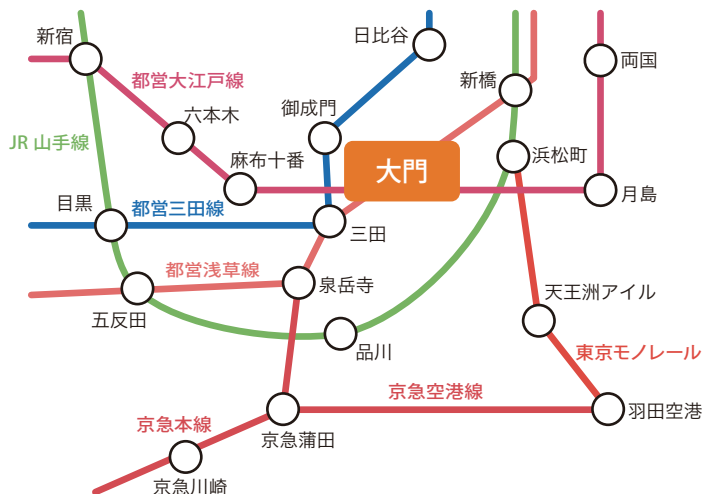 日比谷
新宿
両国
都営大江戸線
新橋
六本木
御成門
JR 山手線
麻布十番
浜松町
大門
月島
目黒
都営三田線
三田
都営浅草線
泉岳寺
天王洲アイル
五反田
品川
東京モノレール
京急空港線
羽田空港
京急本線
京急蒲田
京急川崎